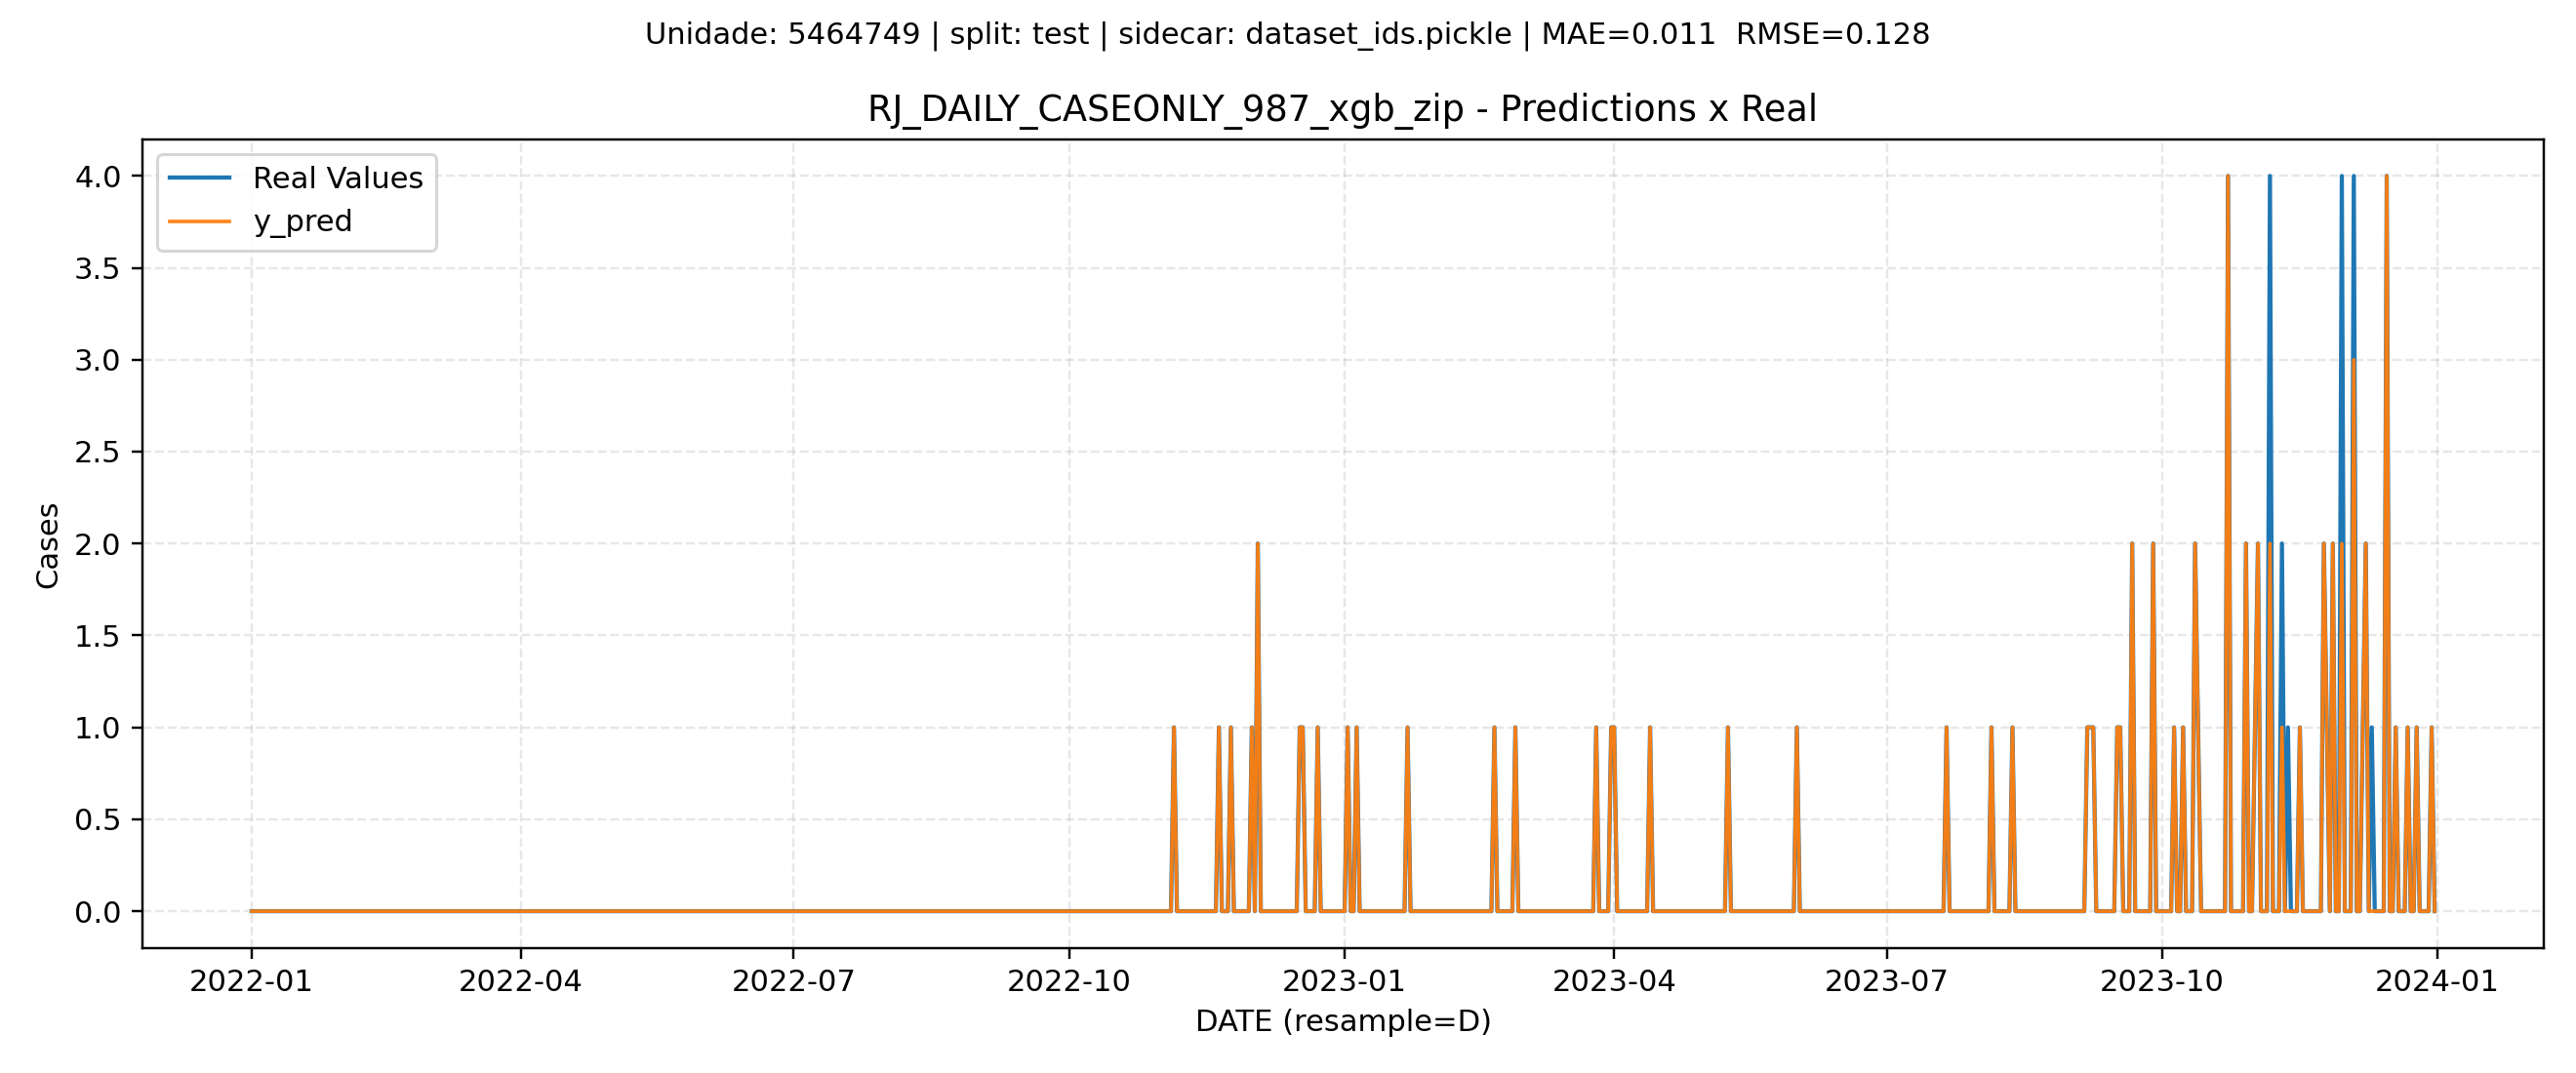 Unidade: 5464749 | split: test | sidecar: dataset_ids.pickle | MAE=0.011  RMSE=0.128
RJ_DAILY_CASEONLY_987_xgb_zip - Predictions x Real
Real Values
y_pred
Cases
4.0
3.5
3.0
2.5
2.0
1.5
1.0
0.5
0.0
2022-01 2022-04 2022-07 2022-10 2023-01 2023-04 2023-07 2023-10 2024-01
DATE (resample=D)